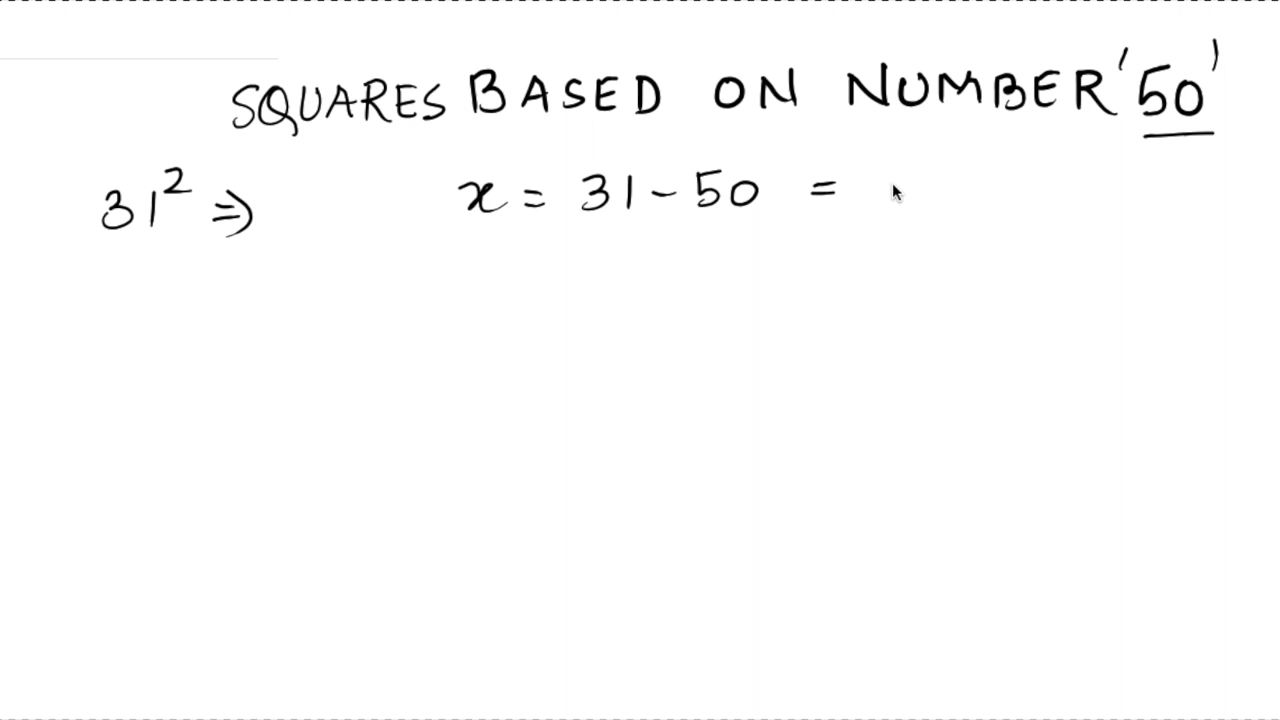 SQUARES BASED ON NUMBER '50'
31² ⇒ x = 31 - 50 =